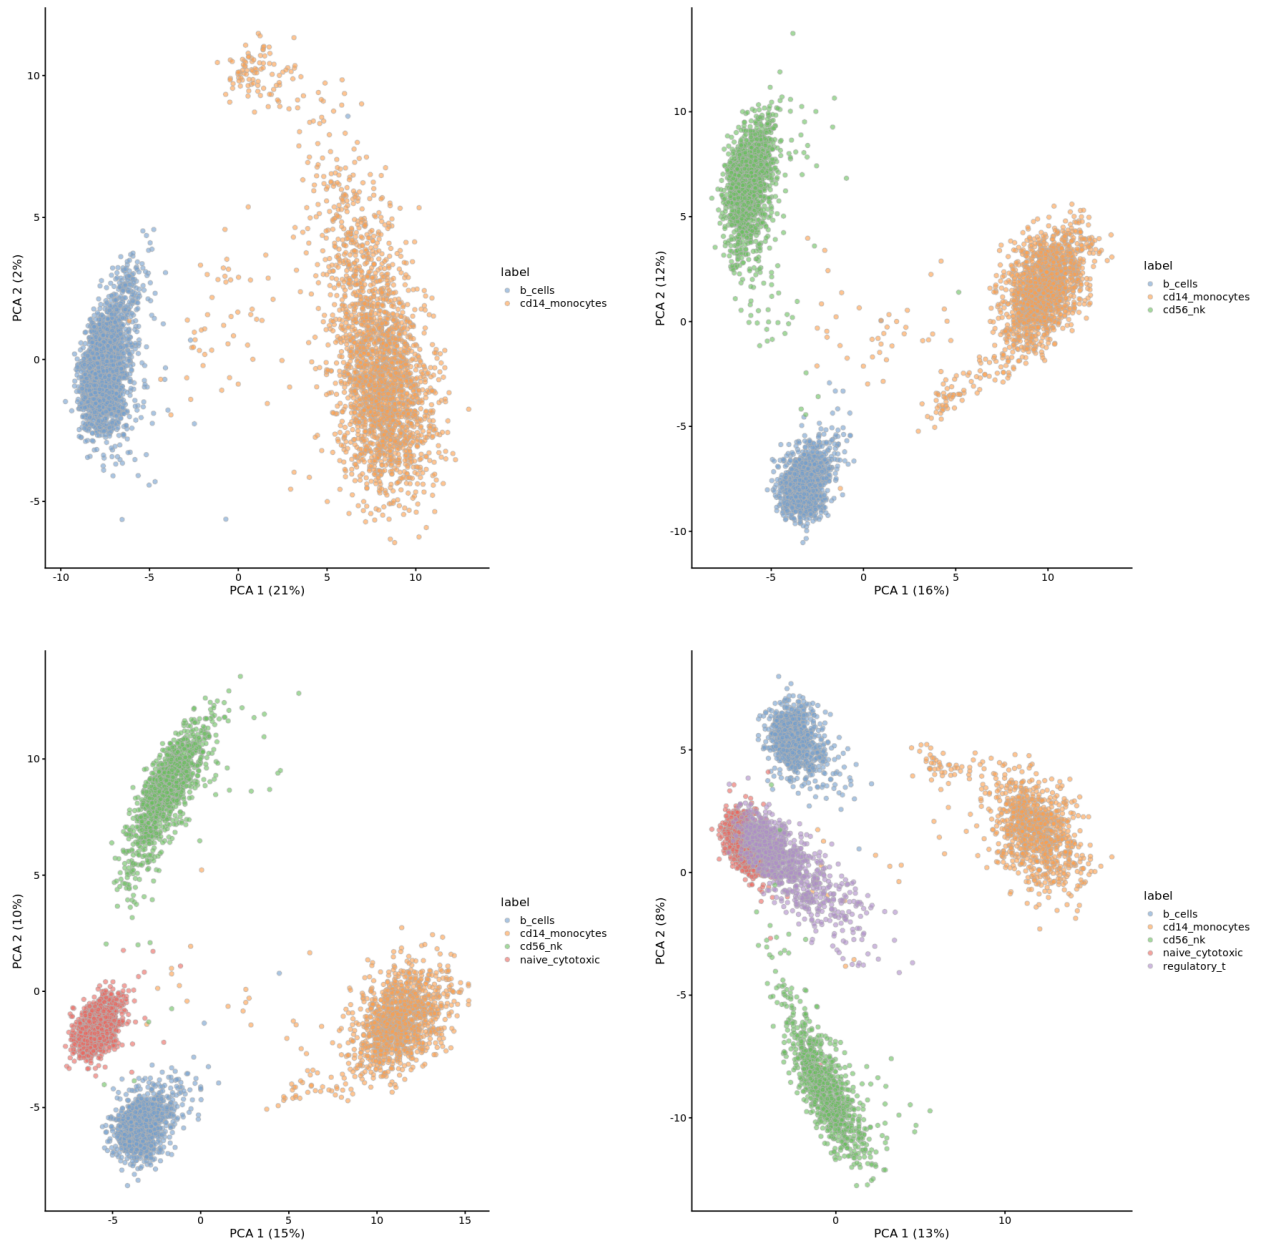 10
5
0
-5
PCA 2 (2%)
-10
-5
0
5
10
PCA 1 (21%)
label
b_cells
cd14_monocytes
10
5
0
-5
-10
PCA 2 (12%)
-5
0
5
10
PCA 1 (16%)
label
b_cells
cd14_monocytes
cd56_nk
10
5
0
-5
PCA 2 (10%)
-5
0
5
10
15
PCA 1 (15%)
label
b_cells
cd14_monocytes
cd56_nk
naive_cytotoxic
5
0
-5
-10
PCA 2 (8%)
0
10
PCA 1 (13%)
label
b_cells
cd14_monocytes
cd56_nk
naive_cytotoxic
regulatory_t